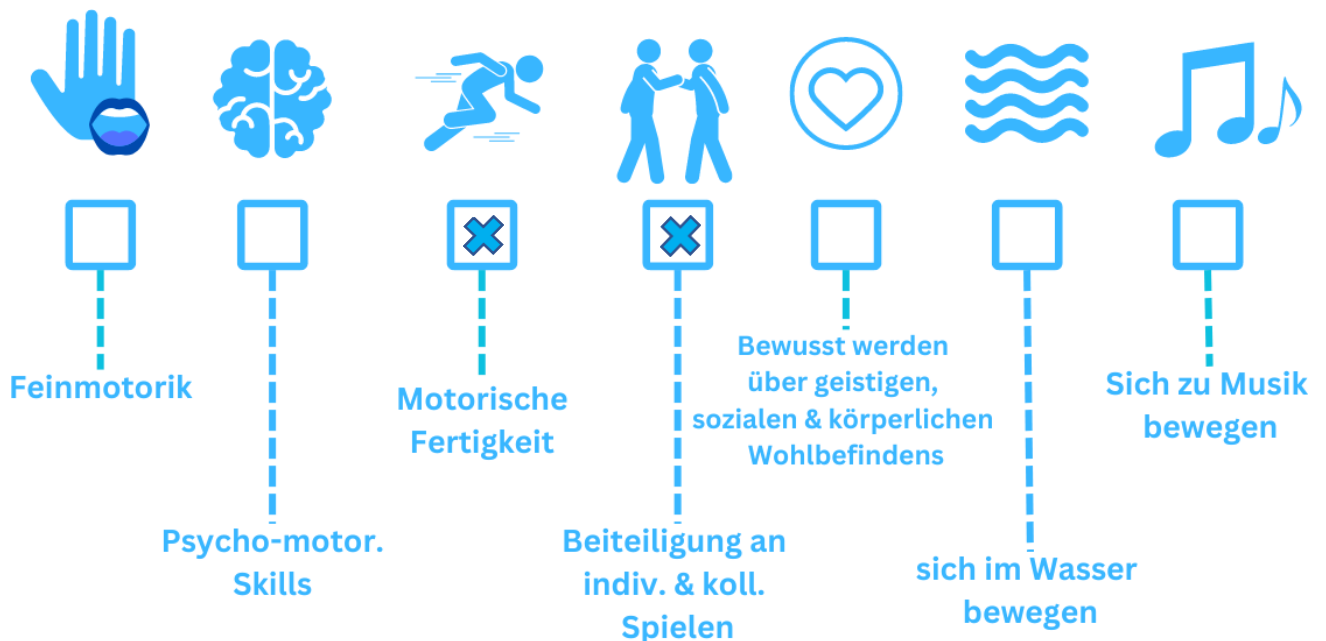 Feinmotorik
Psycho-motor.
Skills
Motorische
Fertigkeit
Beiteiligung an
indiv. & koll.
Spielen
Bewusst werden
über geistigen,
sozialen & körperlichen
Wohlbefindens
sich im Wasser
bewegen
Sich zu Musik
bewegen